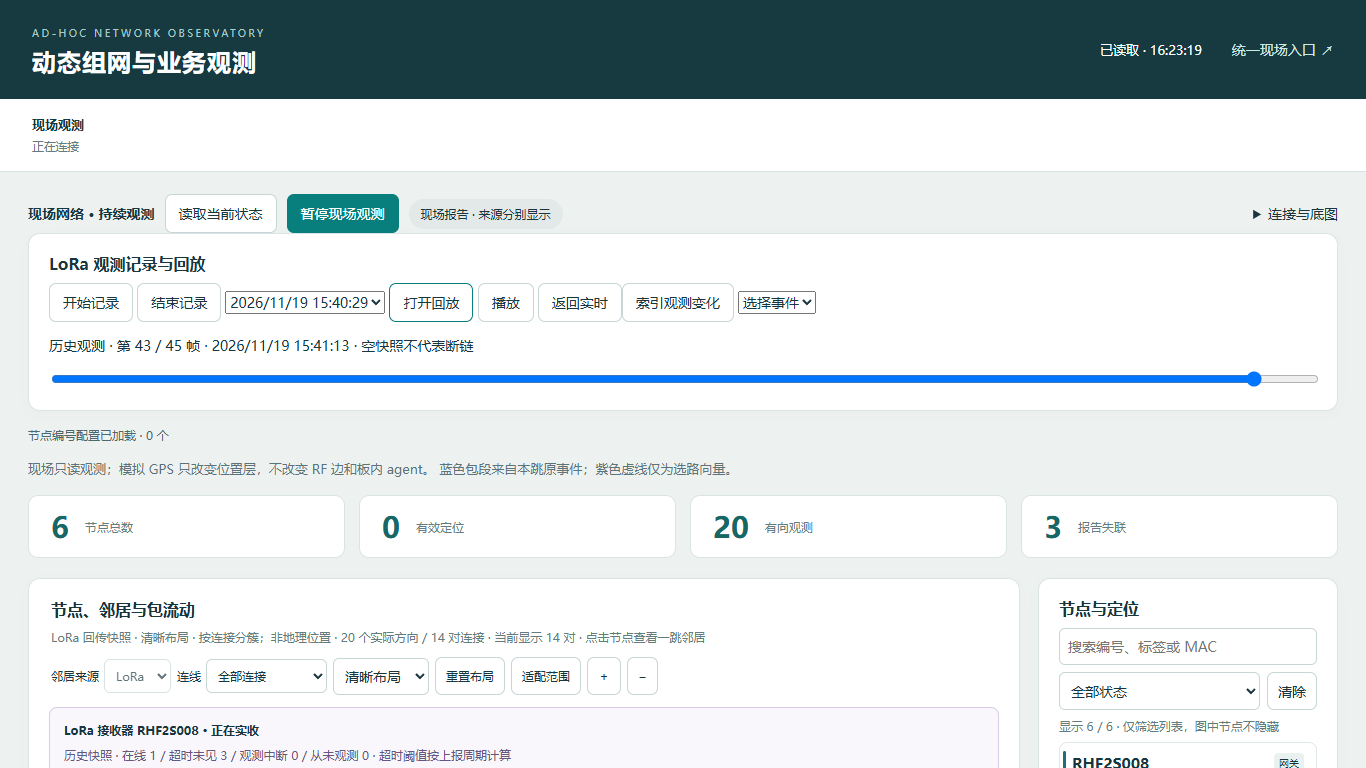 AD-HOC NETWORK OBSERVATORY
动态组网与业务观测
已读取 · 16:23:19
统一现场入口 ↗
现场观测
正在连接
现场网络 • 持续观测
读取当前状态
暂停现场观测
现场报告 · 来源分别显示
▶ 连接与底图
LoRa 观测记录与回放
开始记录
结束记录
2026/11/19 15:40:29
打开回放
播放
返回实时
索引观测变化
选择事件
历史观测 · 第 43 / 45 帧 · 2026/11/19 15:41:13 · 空快照不代表断链
节点编号配置已加载 · 0 个
现场只读观测；模拟 GPS 只改变位置层，不改变 RF 边和板内 agent。 蓝色包段来自本跳原事件；紫色虚线仅为选路向量。
6 节点总数
0 有效定位
20 有向观测
3 报告失联
节点、邻居与包流动
LoRa 回传快照 · 清晰布局 · 按连接分簇；非地理位置 · 20 个实际方向 / 14 对连接 · 当前显示 14 对 · 点击节点查看一跳邻居
邻居来源
LoRa
连线
全部连接
清晰布局
重置布局
适配范围
+
−
LoRa 接收器 RHF2S008 • 正在实收
历史快照 · 在线 1 / 超时未见 3 / 观测中断 0 / 从未观测 0 · 超时阈值按上报周期计算
节点与定位
搜索编号、标签或 MAC
全部状态
清除
显示 6 / 6 · 仅筛选列表，图中节点不隐藏
RHF2S008
网关